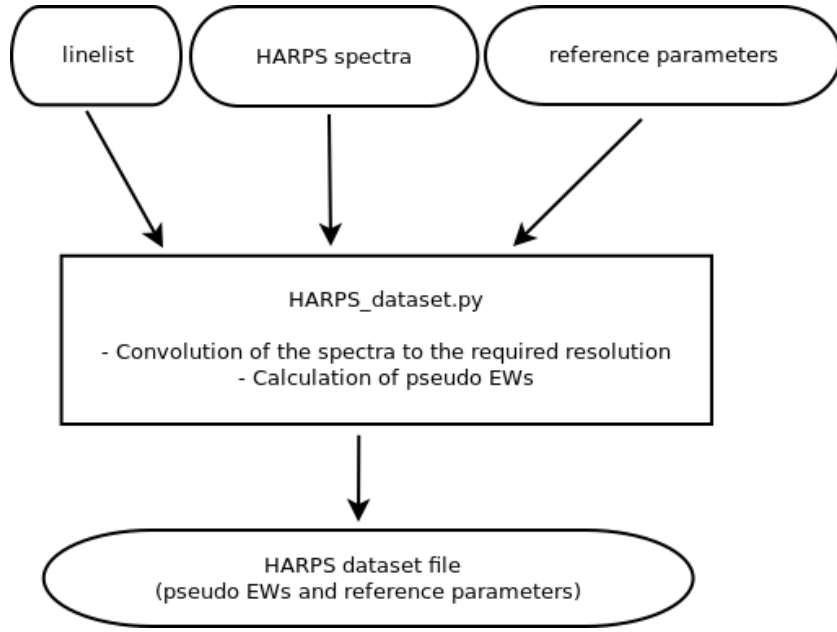 linelist
HARPS spectra
reference parameters
HARPS_dataset.py
- Convolution of the spectra to the required resolution
- Calculation of pseudo EWs
HARPS dataset file
(pseudo EWs and reference parameters)